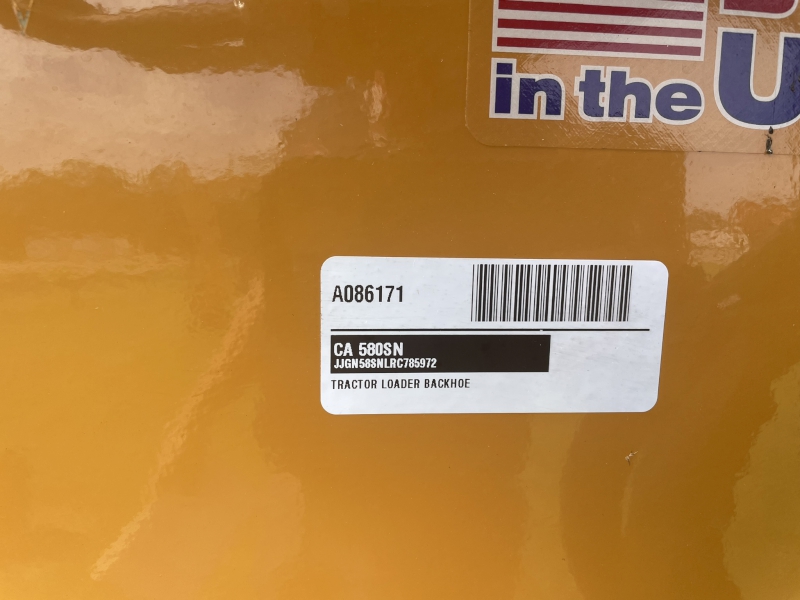 in the U
A086171
CA 580SN
JJGN58SNLRC785972
TRACTOR LOADER BACKHOE